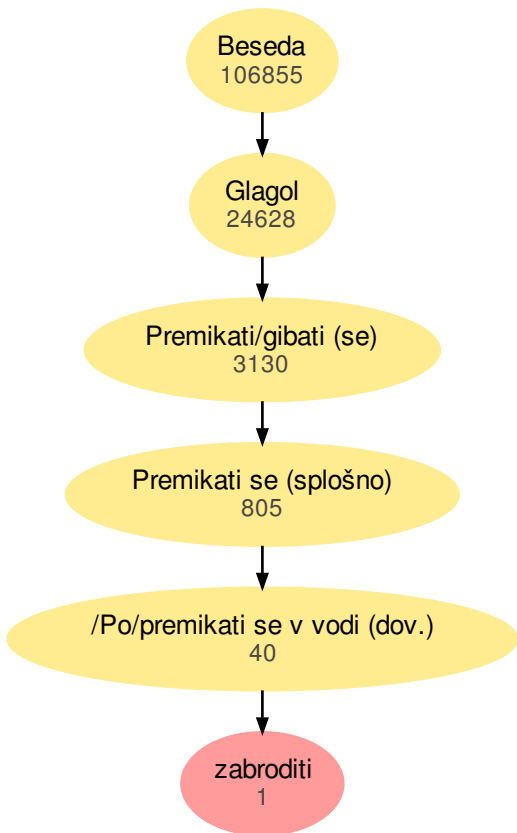 Beseda
106855
Glagol
24628
Premikati/gibati (se)
3130
Premikati se (splošno)
805
/Po/premikati se v vodi (dov.)
40
zabroditi
1